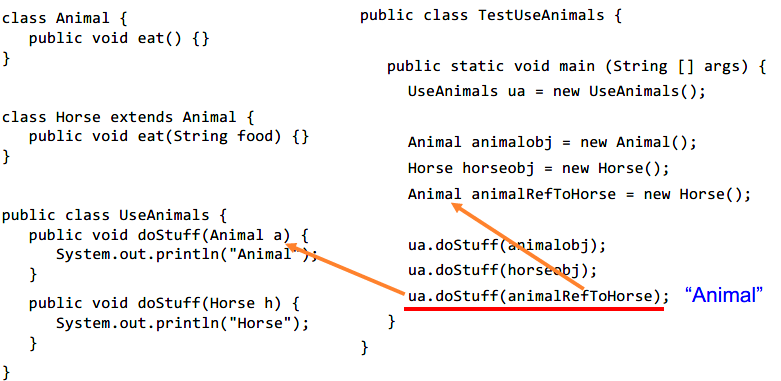 class Animal {
public void eat() {}
}
class Horse extends Animal {
public void eat(String food) {}
}
public class UseAnimals {
public void doStuff(Animal a) {
System.out.println("Animal");
}
public void doStuff(Horse h) {
System.out.println("Horse");
}
}
public class TestUseAnimals {
public static void main (String [] args) {
UseAnimals ua = new UseAnimals();
Animal animalobj = new Animal();
Horse horseobj = new Horse();
Animal animalRefToHorse = new Horse();
ua.doStuff(animalobj);
ua.doStuff(horseobj);
ua.doStuff(animalRefToHorse); “Animal”
}
}